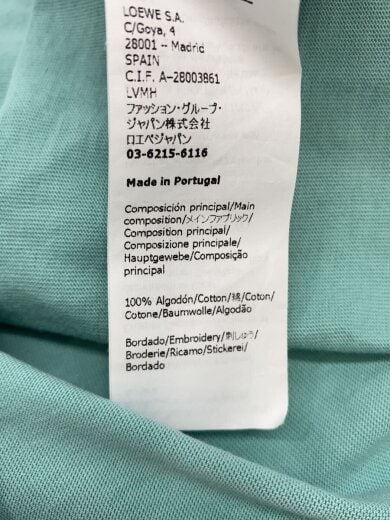 LOEWE S.A.
C/Goya, 4
28001 – Madrid
SPAIN
C.I.F. A-28003861
LVMH
ファッション・グループ・
ジャパン株式会社
ロエベジャパン
03-6215-6116
Made in Portugal
Composición principal/Main
composition/メインファブリック/
Composition principal/
Composizione principale/
Hauptgewebe/Composição
principal
100% Algodón/Cotton/綿/Coton/
Cotone/Baumwolle/Algodão
Bordado/Embroidery/刺しゅう/
Broderie/Ricamo/Stickerei/
Bordado